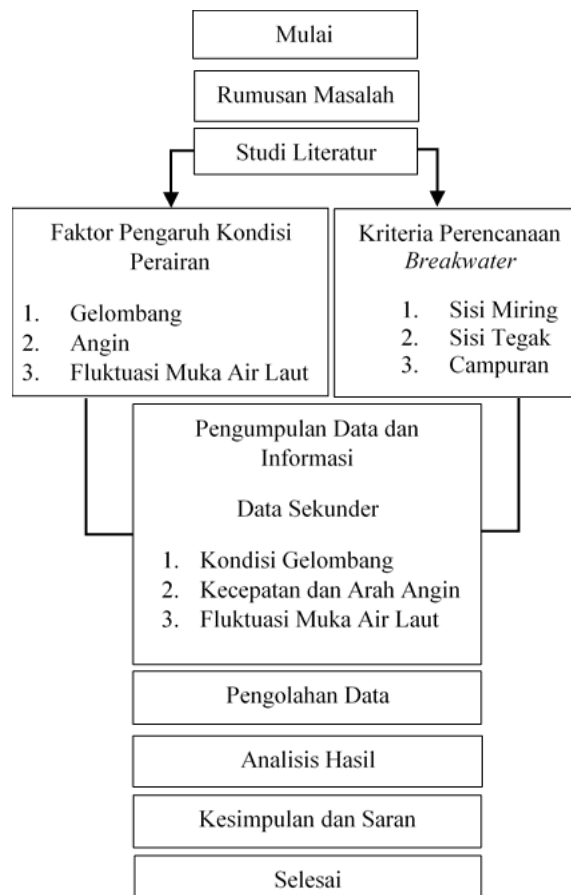 Mulai
Rumusan Masalah
Studi Literatur
Faktor Pengaruh Kondisi
Perairan
1. Gelombang
2. Angin
3. Fluktuasi Muka Air Laut
Kriteria Perencanaan
Breakwater
1. Sisi Miring
2. Sisi Tegak
3. Campuran
Pengumpulan Data dan
Informasi
Data Sekunder
1. Kondisi Gelombang
2. Kecepatan dan Arah Angin
3. Fluktuasi Muka Air Laut
Pengolahan Data
Analisis Hasil
Kesimpulan dan Saran
Selesai